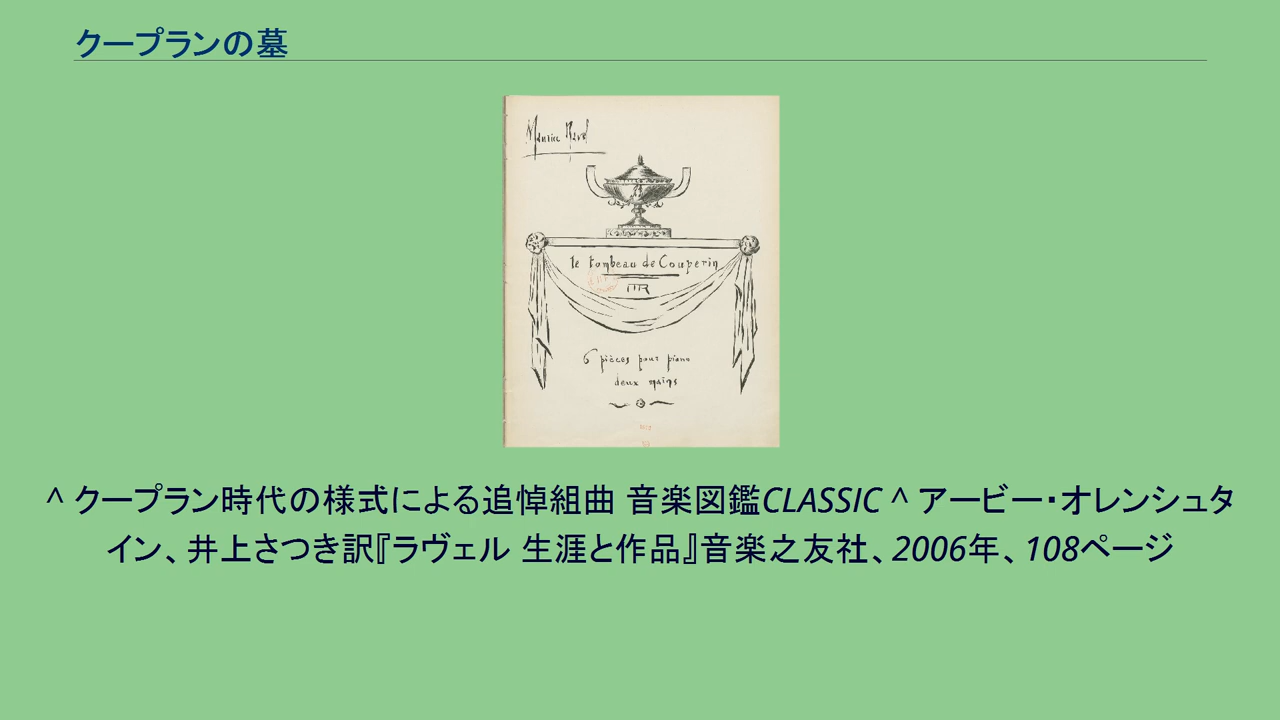 クープランの墓
Maurice Ravel
le tombeau de Couperin
MR
6 pièces pour piano
deux mains
^ クープラン時代の様式による追悼組曲 音楽図鑑CLASSIC ^ アービー・オレンシュタ
イン、井上さつき訳『ラヴェル 生涯と作品』音楽之友社、2006年、108ページ